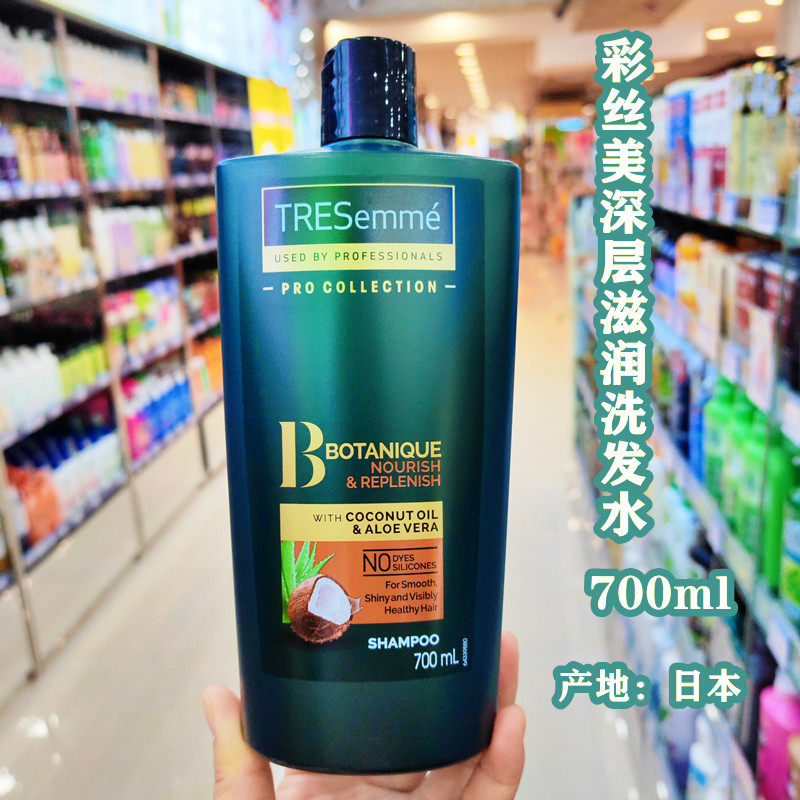 TRESemmé
USED BY PROFESSIONALS
PRO COLLECTION
B BOTANIQUE
NOURISH
& REPLENISH
WITH COCONUT OIL
& ALOE VERA
NO DYES
SILICONES
For Smooth,
Shiny and Visibly
Healthy Hair
SHAMPOO
700 mL
彩丝美深层滋润洗发水
700ml
产地：日本